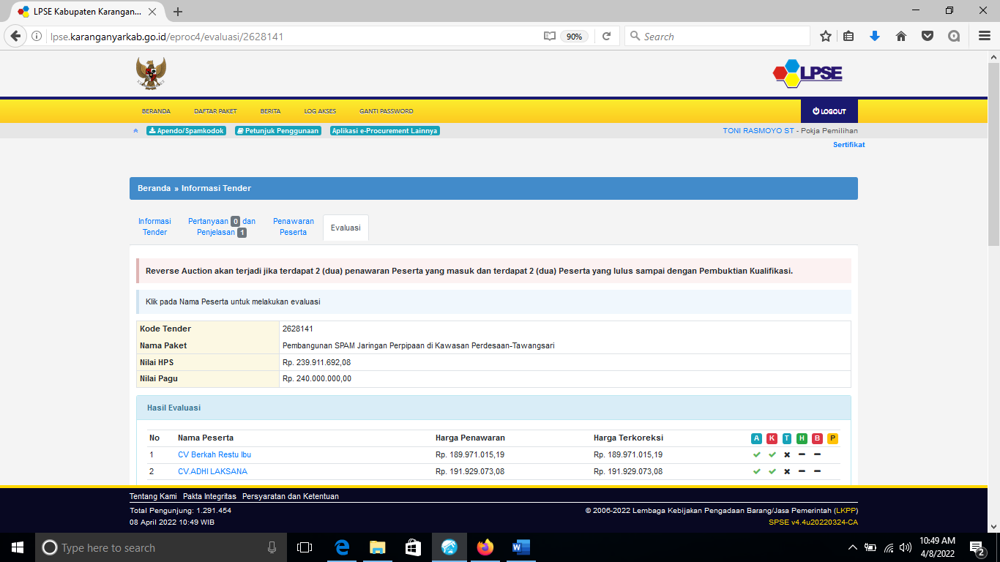 LPSE Kabupaten Karangan...
lpse.karanganyarkab.go.id/eproc4/evaluasi/2628141
90%
Search
LPSE
BERANDA DAFTAR PAKET BERITA LOG AKSES GANTI PASSWORD LOGOUT
Apendo/Spamkodok Petunjuk Penggunaan Aplikasi e-Procurement Lainnya TONI RASMOYO ST - Pokja Pemilihan
Sertifikat
Beranda » Informasi Tender
Informasi Tender
Pertanyaan 0 dan Penjelasan 1
Penawaran Peserta
Evaluasi
Reverse Auction akan terjadi jika terdapat 2 (dua) penawaran Peserta yang masuk dan terdapat 2 (dua) Peserta yang lulus sampai dengan Pembuktian Kualifikasi.
Klik pada Nama Peserta untuk melakukan evaluasi
Kode Tender 2628141
Nama Paket Pembangunan SPAM Jaringan Perpipaan di Kawasan Perdesaan-Tawangsari
Nilai HPS Rp. 239.911.692,08
Nilai Pagu Rp. 240.000.000,00
Hasil Evaluasi
No Nama Peserta Harga Penawaran Harga Terkoreksi A K T H B P
1 CV Berkah Restu Ibu Rp. 189.971.015,19 Rp. 189.971.015,19
2 CV.ADHI LAKSANA Rp. 191.929.073,08 Rp. 191.929.073,08
Tentang Kami Pakta Integritas Persyaratan dan Ketentuan
Total Pengunjung: 1.291.454 © 2006-2022 Lembaga Kebijakan Pengadaan Barang/Jasa Pemerintah (LKPP)
08 April 2022 10:49 WIB SPSE v4.4u20220324-CA
Type here to search
10:49 AM
4/8/2022
2